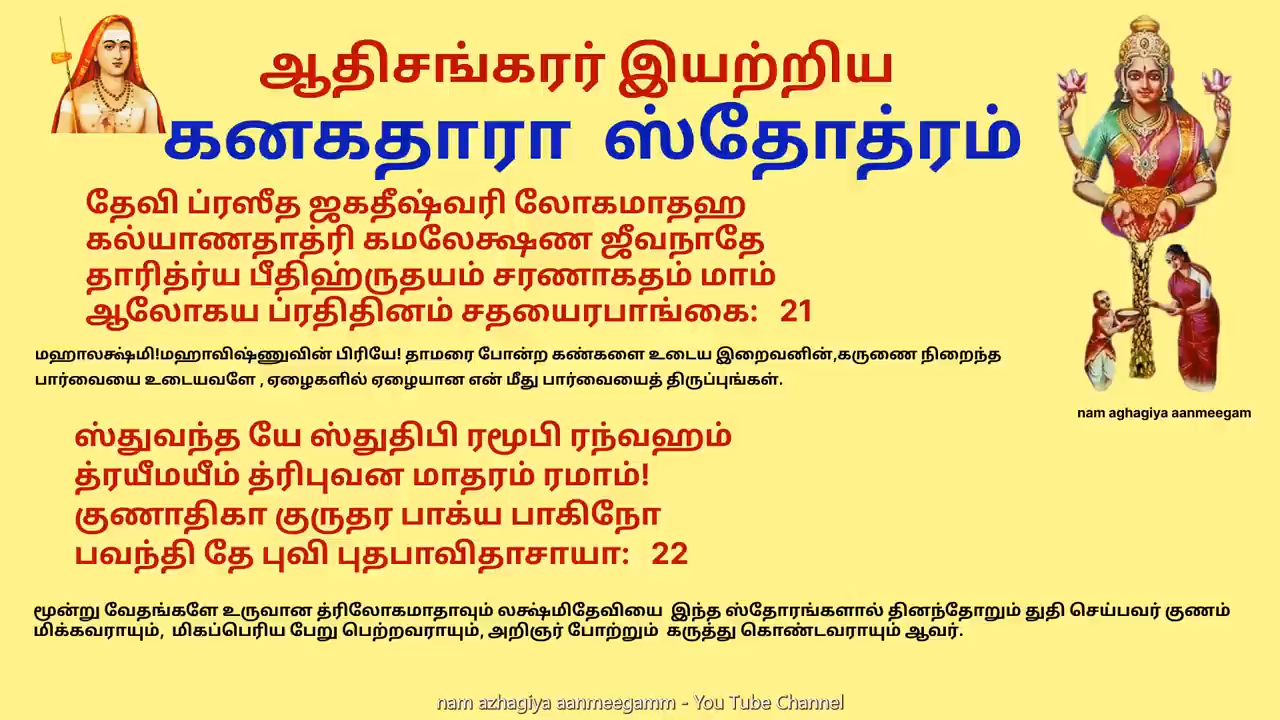 ஆதிசங்கரர் இயற்றிய
கனகதாரா ஸ்தோத்ரம்
தேவி ப்ரஸீத ஜகதீஷ்வரி லோகமாதஹ
கல்யாணதாத்ரி கமலேக்ஷண ஜீவநாதே
தாரித்ர்ய பீதிஹ்ருதயம் சரணாகதம் மாம்
ஆலோகய ப்ரதிதினம் சதயைரபாங்கை: 21
மஹாலக்ஷ்மி!மஹாவிஷ்ணுவின் பிரியே! தாமரை போன்ற கண்களை உடைய இறைவனின்,கருணை நிறைந்த
பார்வையை உடையவளே , ஏழைகளில் ஏழையான என் மீது பார்வையைத் திருப்புங்கள்.
nam aghagiya aanmeegam
ஸ்துவந்த யே ஸ்துதிபி ரமூபி ரந்வஹம்
த்ரயீமயீம் த்ரிபுவன மாதரம் ரமாம்!
குணாதிகா குருதர பாக்ய பாகிநோ
பவந்தி தே புவி புதபாவிதாசாயா: 22
மூன்று வேதங்களே உருவான த்ரிலோகமாதாவும் லக்ஷ்மிதேவியை இந்த ஸ்தோரங்களால் தினந்தோறும் துதி செய்பவர் குணம்
மிக்கவராயும், மிகப்பெரிய பேறு பெற்றவராயும், அறிஞர் போற்றும் கருத்து கொண்டவராயும் ஆவர்.
nam azhagiya aanmeegamm - You Tube Channel